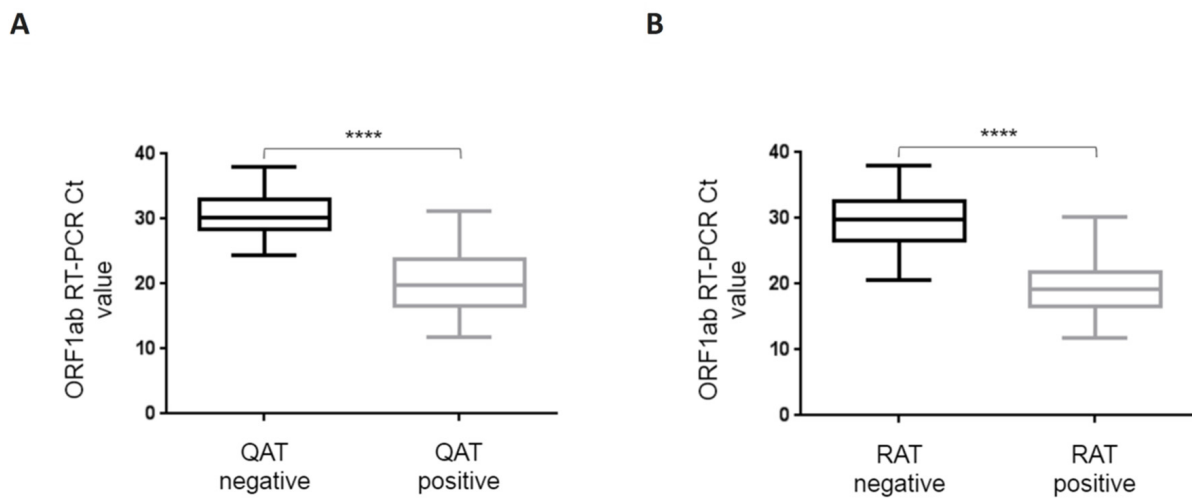 A
B
ORF1ab RT-PCR Ct
value
40
30
20
10
0
****
QAT
negative
QAT
positive
ORF1ab RT-PCR Ct
value
40
30
20
10
0
****
RAT
negative
RAT
positive